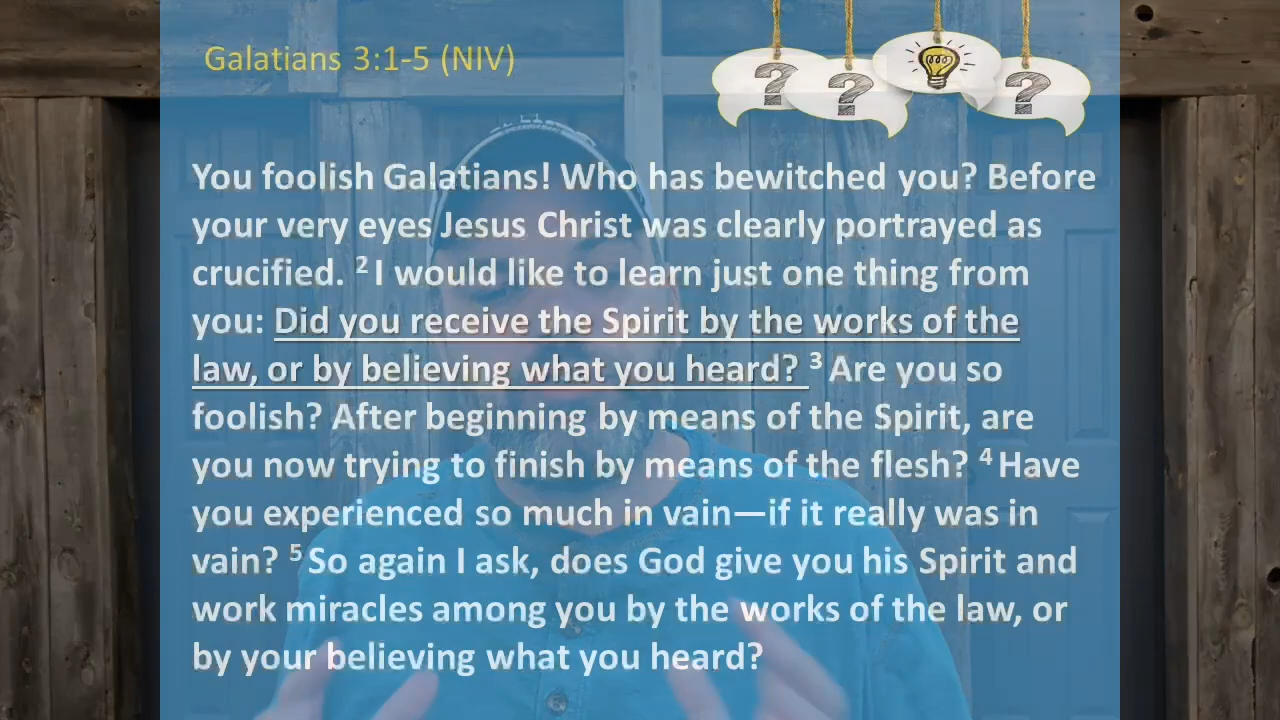 Galatians 3:1-5 (NIV)
? ? ?
You foolish Galatians! Who has bewitched you? Before
your very eyes Jesus Christ was clearly portrayed as
crucified. ² I would like to learn just one thing from
you: Did you receive the Spirit by the works of the
law, or by believing what you heard? ³ Are you so
foolish? After beginning by means of the Spirit, are
you now trying to finish by means of the flesh? ⁴ Have
you experienced so much in vain—if it really was in
vain? ⁵ So again I ask, does God give you his Spirit and
work miracles among you by the works of the law, or
by your believing what you heard?